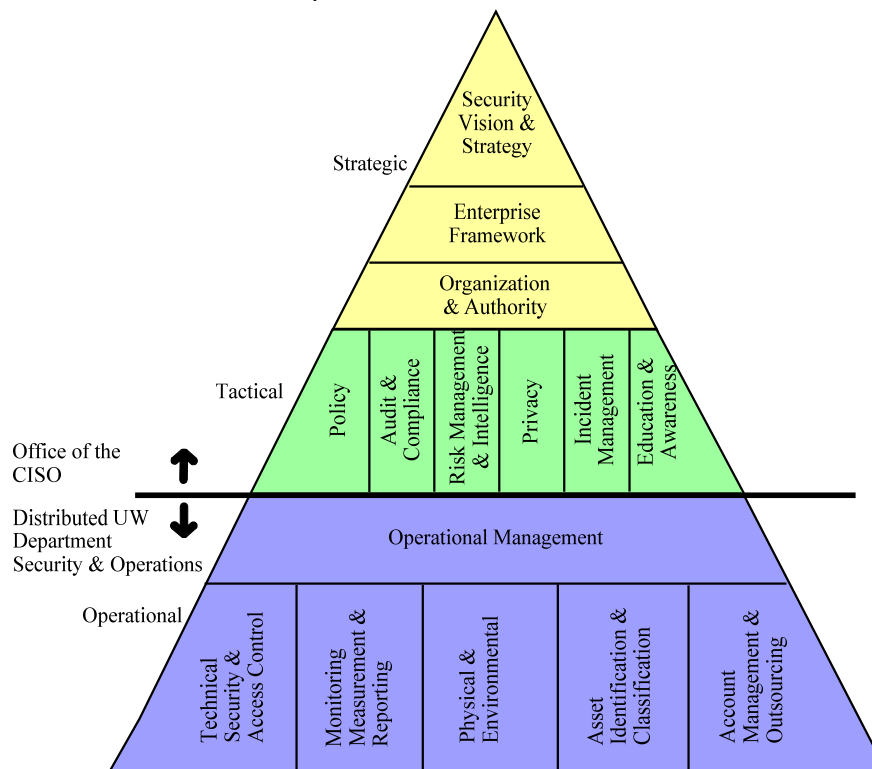 Security
Vision &
Strategy
Strategic
Enterprise
Framework
Organization
& Authority
Tactical
Policy
Audit &
Compliance
Risk Management
& Intelligence
Privacy
Incident
Management
Education &
Awareness
Office of the
CISO
Distributed UW
Department
Security & Operations
Operational Management
Operational
Technical
Security &
Access Control
Monitoring
Measurement &
Reporting
Physical &
Environmental
Asset
Identification &
Classification
Account
Management &
Outsourcing